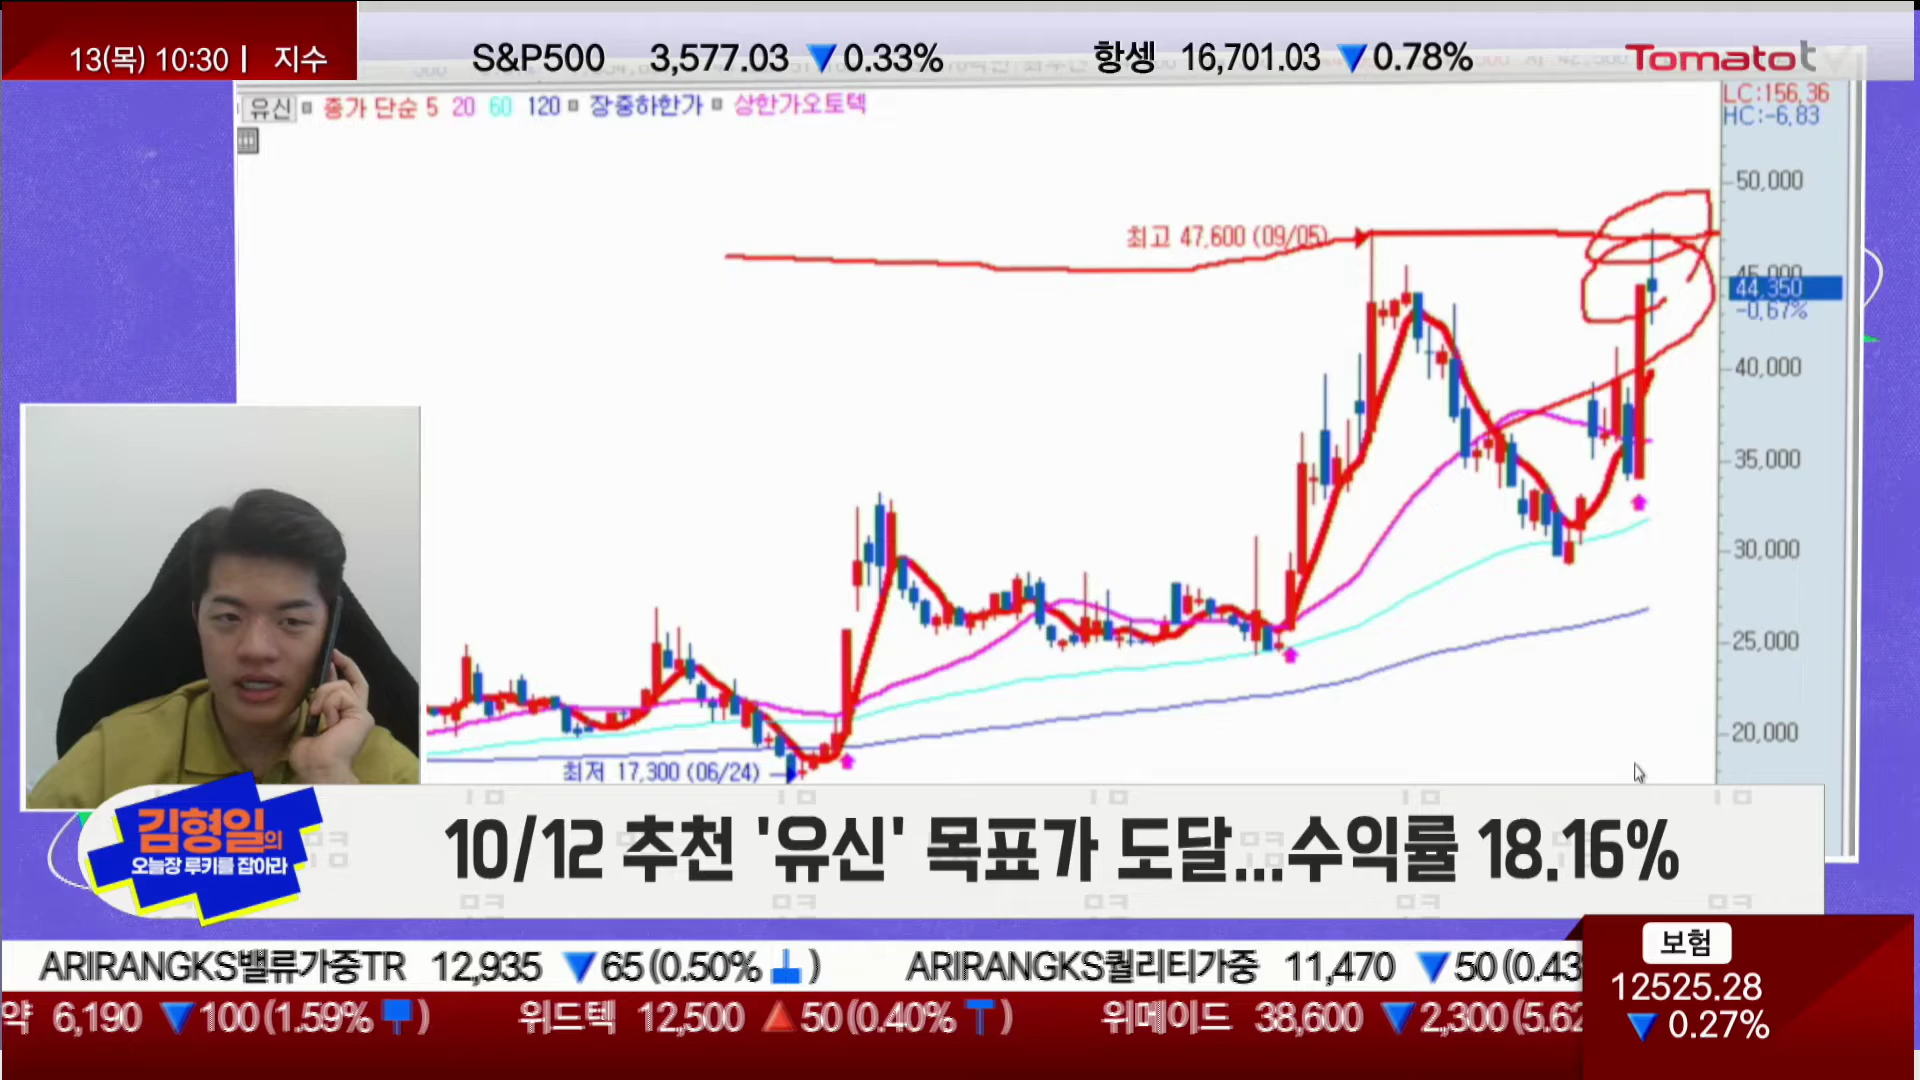 13(목) 10:30 | 지수 S&P500 3,577.03 ▼0.33% 항셍 16,701.03 ▼0.78% Tomato t
유신 종가 단순 5 20 60 120 장중하한가 상한가오토텍
LC:156,36
HC:-6,83
50,000
최고 47,600 (09/05)
45,000
44,350
-0,67%
40,000
35,000
30,000
25,000
20,000
최저 17,300 (06/24)
김형일의
오늘장 루키를 잡아라
10/12 추천 '유신' 목표가 도달...수익률 18.16%
보험
ARIRANGKS밸류가중TR 12,935 ▼65(0.50%) ARIRANGKS퀄리티가중 11,470 ▼50(0.43
12525.28
▼ 0.27%
약 6,190 ▼100(1.59%) 위드텍 12,500 ▲50(0.40%) 위메이드 38,600 ▼2,300(5.62